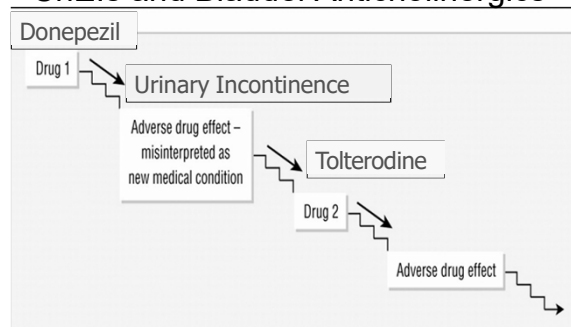 Donepezil
Drug 1
Urinary Incontinence
Adverse drug effect –
misinterpreted as
new medical condition
Tolterodine
Drug 2
Adverse drug effect